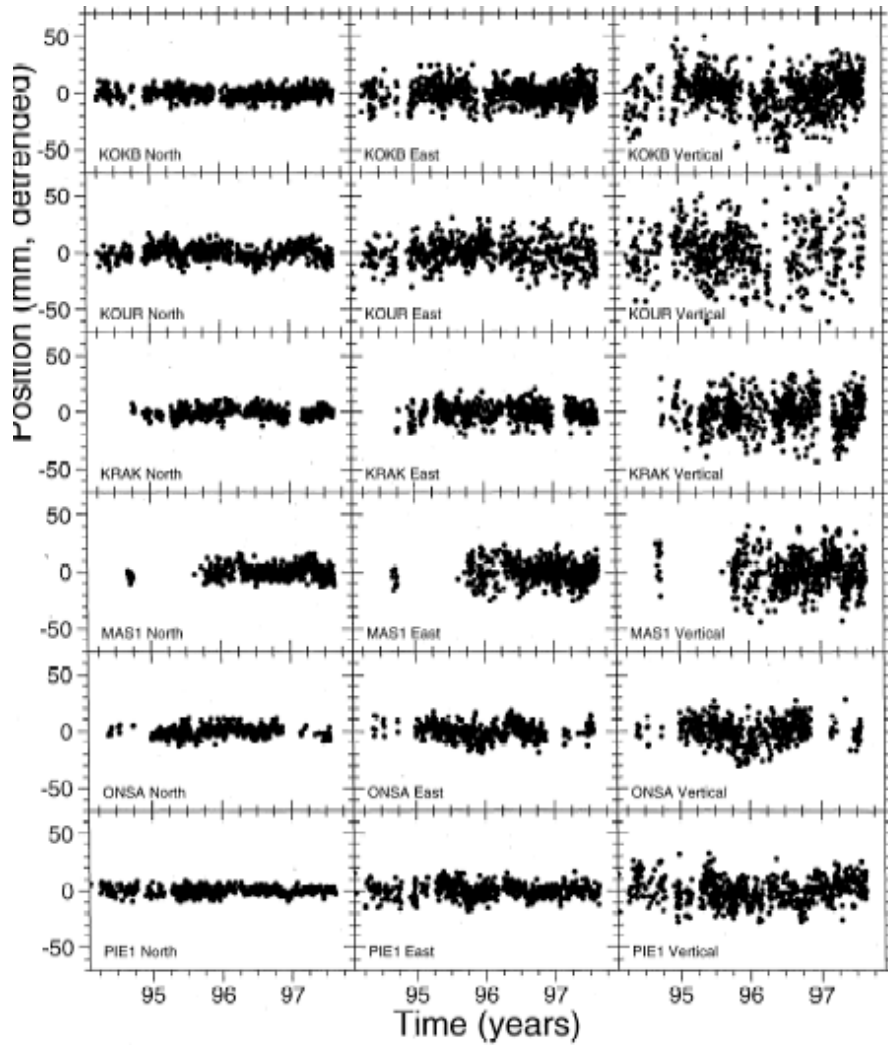 Position (mm, detrended)
50
0
-50
KOKB North
KOKB East
KOKB Vertical
50
0
-50
KOUR North
KOUR East
KOUR Vertical
50
0
-50
KRAK North
KRAK East
KRAK Vertical
50
0
-50
MAS1 North
MAS1 East
MAS1 Vertical
50
0
-50
ONSA North
ONSA East
ONSA Vertical
50
0
-50
PIE1 North
PIE1 East
PIE1 Vertical
95 96 97 95 96 97 95 96 97
Time (years)